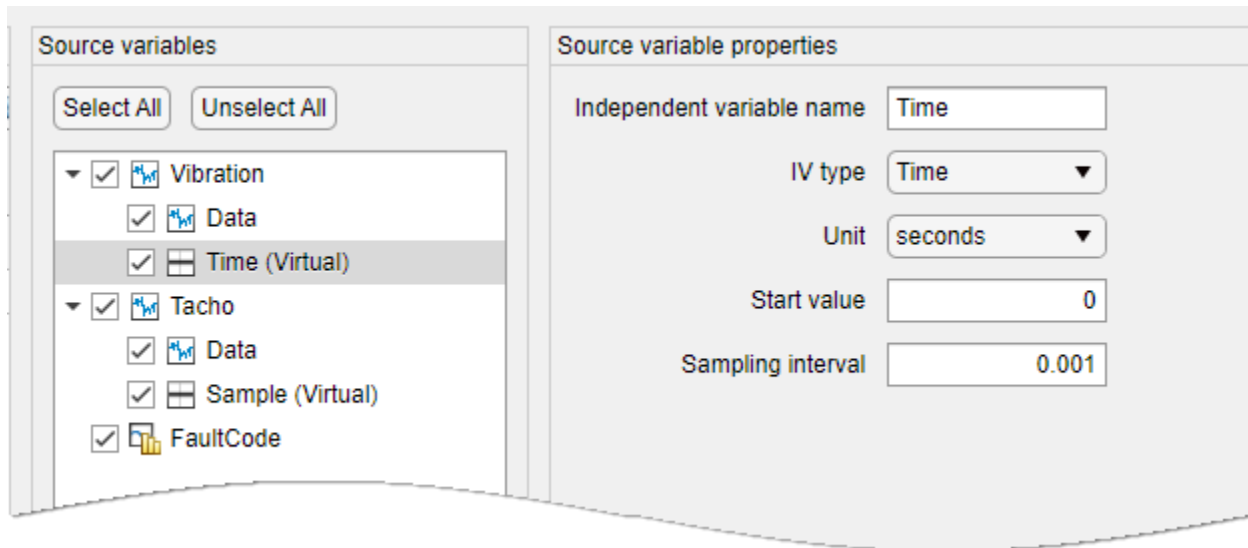 Source variables
Select All Unselect All
Vibration
Data
Time (Virtual)
Tacho
Data
Sample (Virtual)
FaultCode
Source variable properties
Independent variable name Time
IV type Time
Unit seconds
Start value 0
Sampling interval 0.001